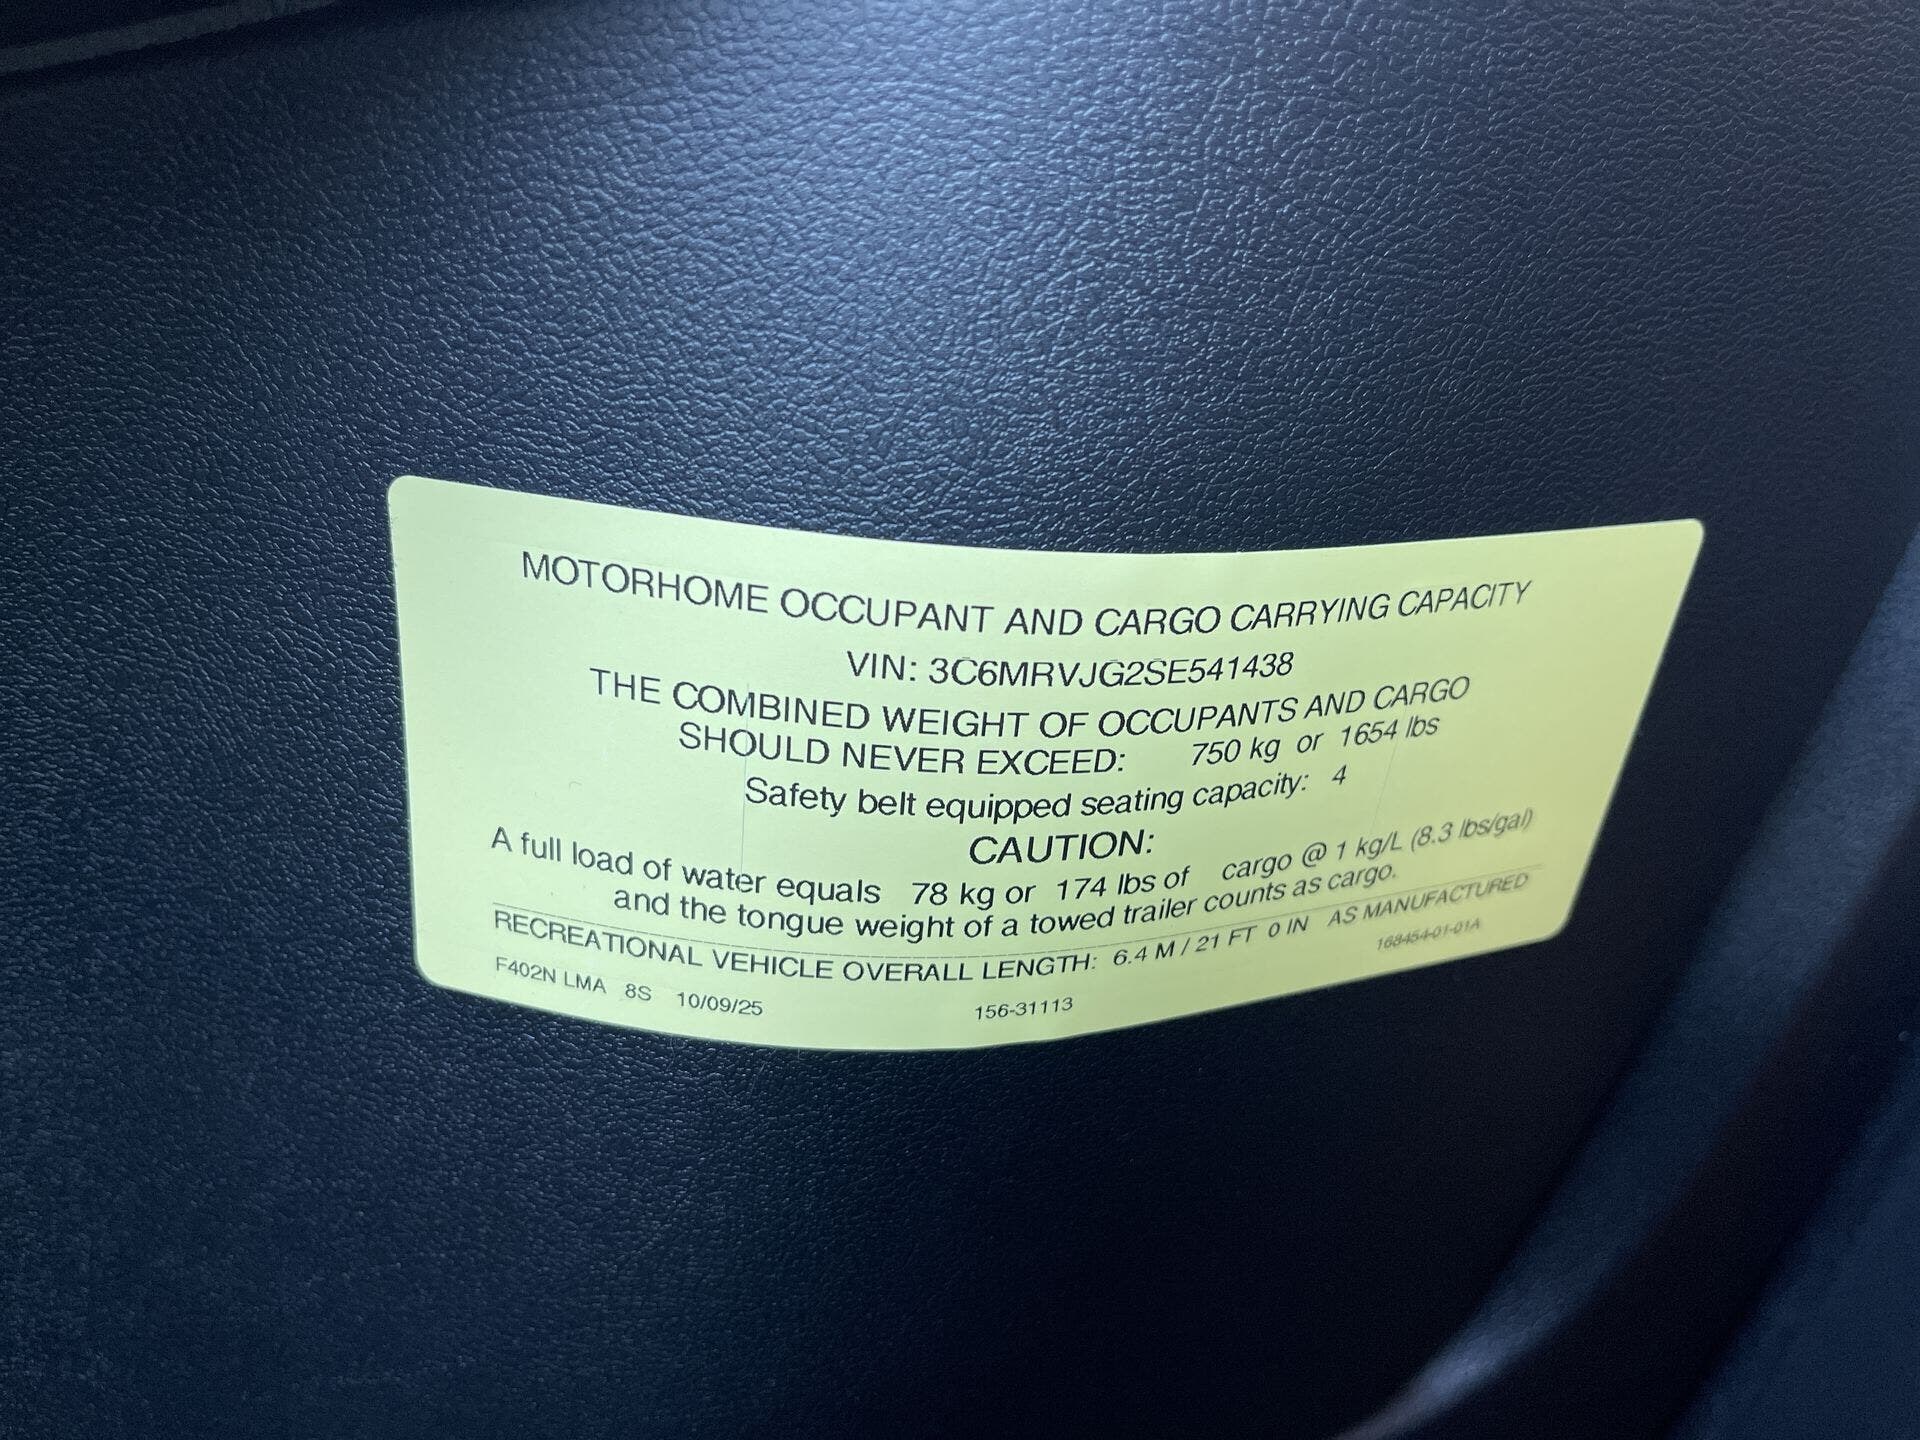 MOTORHOME OCCUPANT AND CARGO CARRYING CAPACITY
VIN: 3C6MRVJG2SE541438
THE COMBINED WEIGHT OF OCCUPANTS AND CARGO
SHOULD NEVER EXCEED: 750 kg or 1654 lbs
Safety belt equipped seating capacity: 4
CAUTION:
A full load of water equals 78 kg or 174 lbs of cargo @ 1 kg/L (8.3 lbs/gal)
and the tongue weight of a towed trailer counts as cargo.
RECREATIONAL VEHICLE OVERALL LENGTH: 6.4 M / 21 FT 0 IN AS MANUFACTURED
F402N LMA 8S 10/09/25 156-31113 168454-01-01A